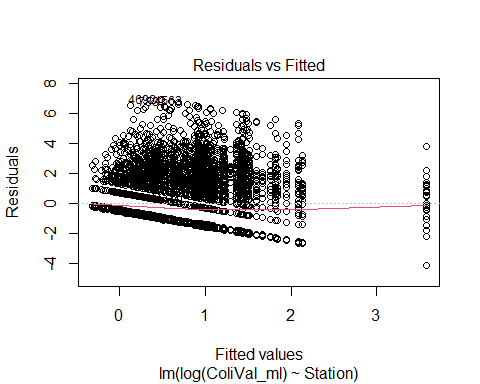 Residuals vs Fitted
8
6
4
2
0
-2
-4
Residuals
0
1
2
3
Fitted values
lm(log(ColiVal_ml) ~ Station)